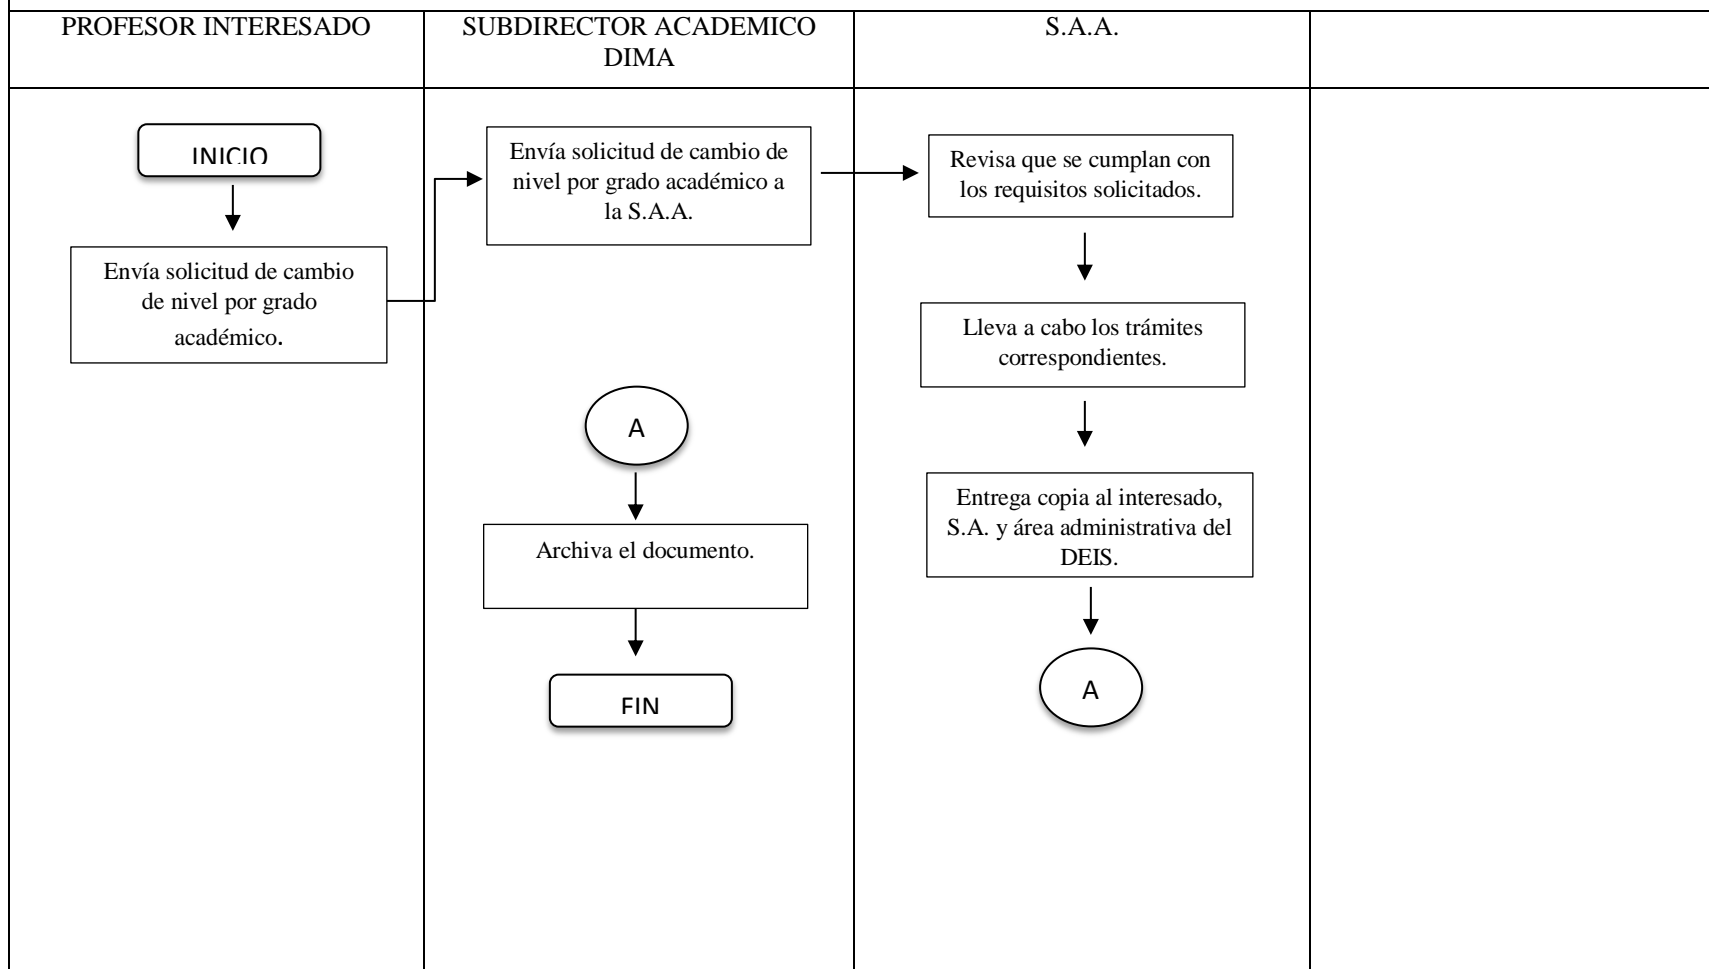 PROFESOR INTERESADO
SUBDIRECTOR ACADEMICO
DIMA
S.A.A.
INICIO
Envía solicitud de cambio
de nivel por grado
académico.
Envía solicitud de cambio de
nivel por grado académico a
la S.A.A.
A
Archiva el documento.
FIN
Revisa que se cumplan con
los requisitos solicitados.
Lleva a cabo los trámites
correspondientes.
Entrega copia al interesado,
S.A. y área administrativa del
DEIS.
A